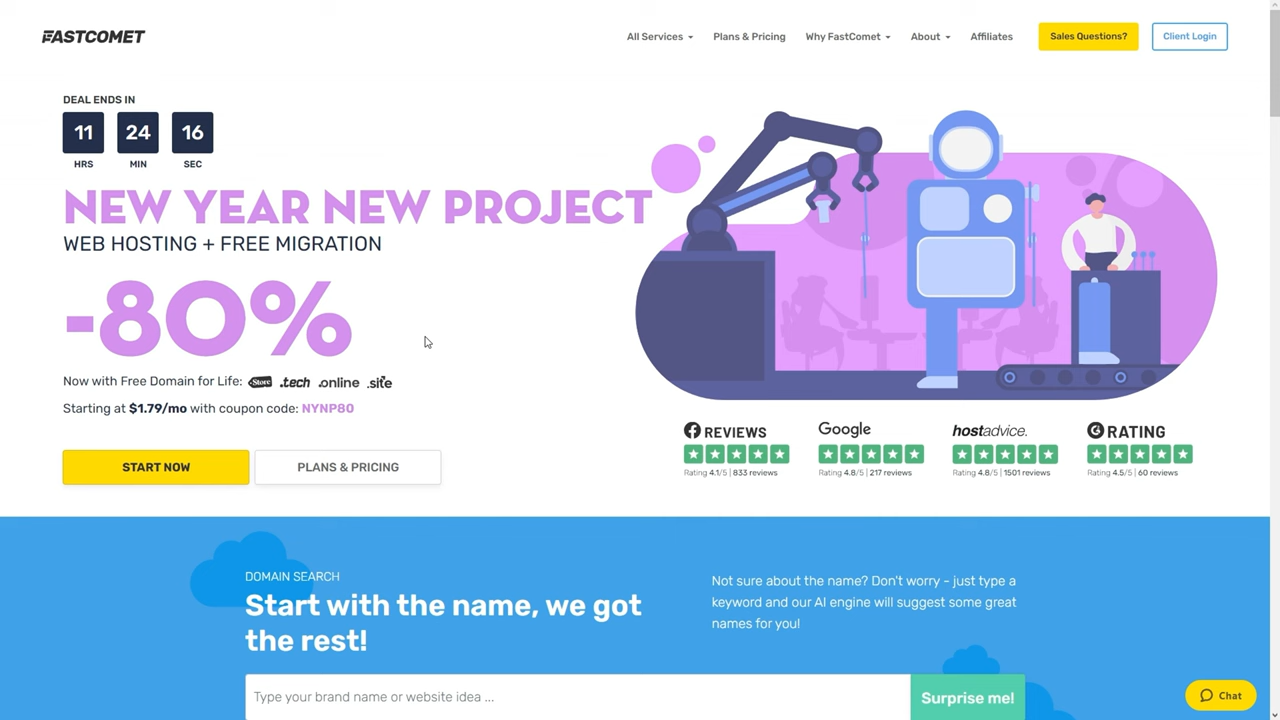 FASTCOMET
All Services
Plans & Pricing
Why FastComet
About
Affiliates
Sales Questions?
Client Login
DEAL ENDS IN
11 24 16
HRS MIN SEC
NEW YEAR NEW PROJECT
WEB HOSTING + FREE MIGRATION
-80%
Now with Free Domain for Life: .Store .tech .online .site
Starting at $1.79/mo with coupon code: NYNP80
START NOW
PLANS & PRICING
REVIEWS
Rating 4.1/5 | 833 reviews
Google
Rating 4.8/5 | 217 reviews
hostadvice.
Rating 4.8/5 | 1501 reviews
RATING
Rating 4.5/5 | 60 reviews
DOMAIN SEARCH
Start with the name, we got
the rest!
Not sure about the name? Don't worry - just type a
keyword and our AI engine will suggest some great
names for you!
Type your brand name or website idea ...
Surprise me!
Chat